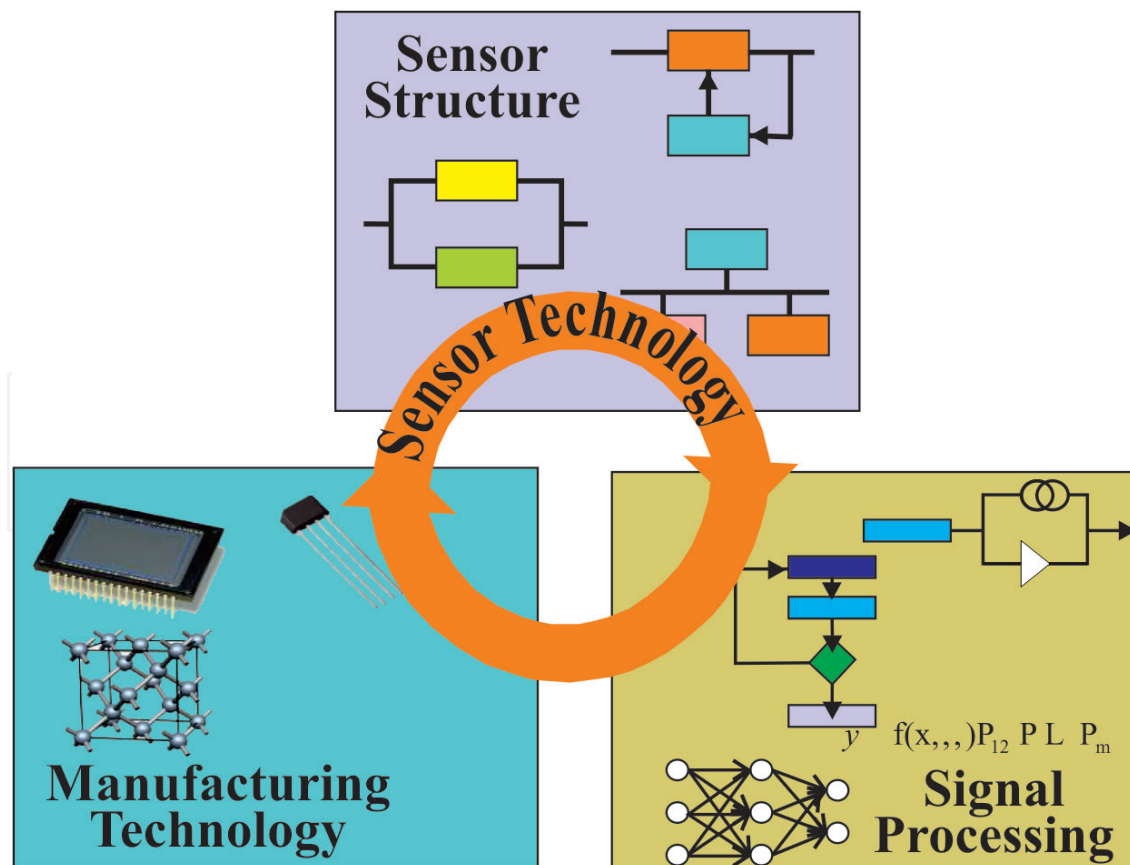 Sensor
Structure
Sensor Technology
Manufacturing
Technology
y f(x,,,)P12 P L Pm
Signal
Processing